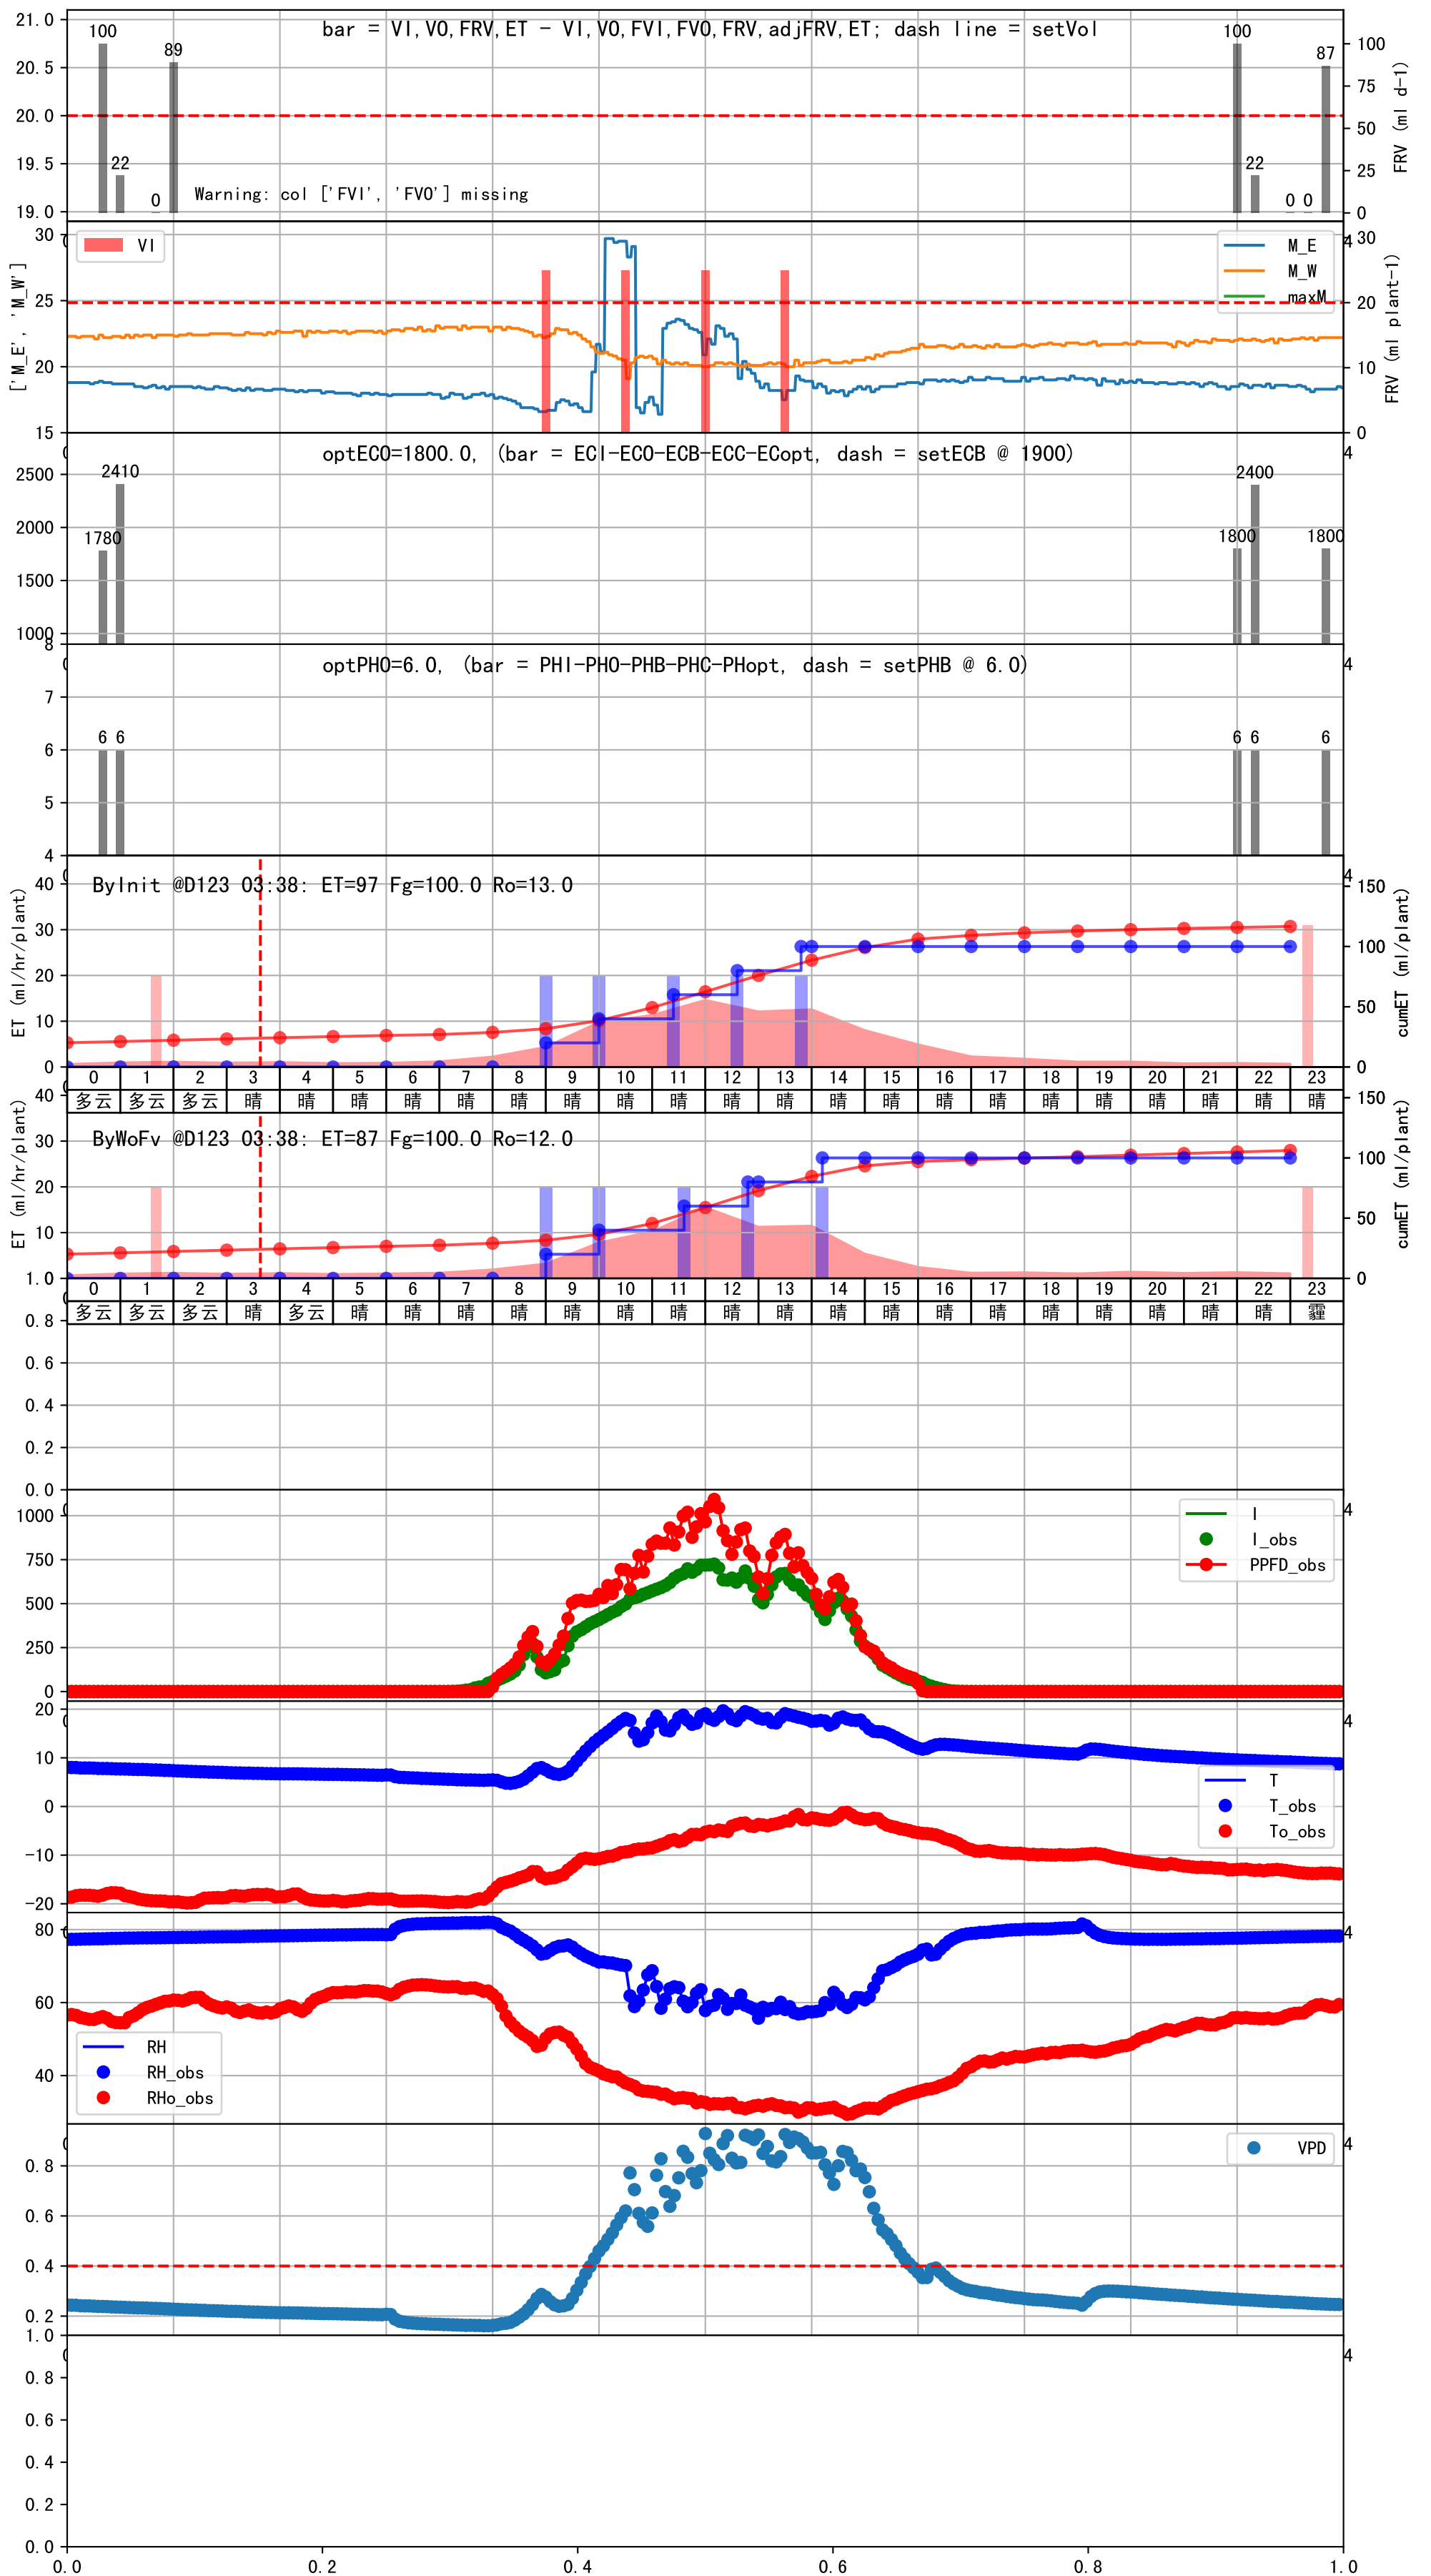 bar = VI,VO,FRV,ET - VI,VO,FVI,FVO,FRV,adjFRV,ET; dash line = setVol
21.0
20.5
20.0
19.5
19.0
100
22
0
89
100
22
0 0
87
Warning: col ['FVI', 'FVO'] missing
100
75
50
25
0
FRV (ml d-1)
['M_E', 'M_W']
30
25
20
15
VI
M_E
M_W
maxM
30
20
10
0
FRV (ml plant-1)
optECO=1800.0, (bar = ECI-ECO-ECB-ECC-ECopt, dash = setECB @ 1900)
2500
2000
1500
1000
1780
2410
1800
2400
1800
optPHO=6.0, (bar = PHI-PHO-PHB-PHC-PHopt, dash = setPHB @ 6.0)
8
7
6
5
4
6 6
6 6
6
ByInit @D123 03:38: ET=97 Fg=100.0 Ro=13.0
ET (ml/hr/plant)
40
30
20
10
0
150
100
50
0
cumET (ml/plant)
0 1 2 3 4 5 6 7 8 9 10 11 12 13 14 15 16 17 18 19 20 21 22 23
多云 多云 多云 晴 晴 晴 晴 晴 晴 晴 晴 晴 晴 晴 晴 晴 晴 晴 晴 晴 晴 晴 晴 晴
ByWoFv @D123 03:38: ET=87 Fg=100.0 Ro=12.0
ET (ml/hr/plant)
40
30
20
10
150
100
50
0
cumET (ml/plant)
0 1 2 3 4 5 6 7 8 9 10 11 12 13 14 15 16 17 18 19 20 21 22 23
多云 多云 多云 晴 多云 晴 晴 晴 晴 晴 晴 晴 晴 晴 晴 晴 晴 晴 晴 晴 晴 晴 晴 霾
1.0
0.8
0.6
0.4
0.2
0.0
1000
750
500
250
0
I
I_obs
PPFD_obs
20
10
0
-10
-20
T
T_obs
To_obs
80
60
40
RH
RH_obs
RHo_obs
0.8
0.6
0.4
0.2
VPD
1.0
0.8
0.6
0.4
0.2
0.0
0.0 0.2 0.4 0.6 0.8 1.0